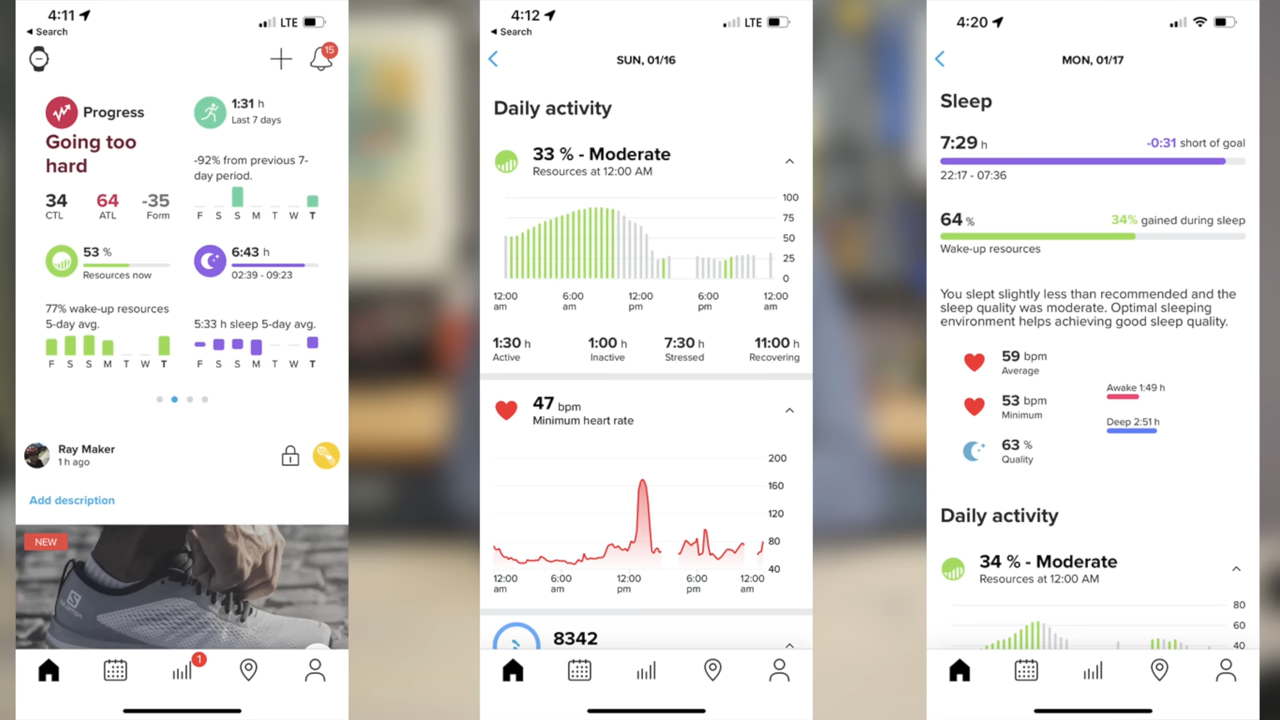 4:11
LTE
Search
15
Progress
Going too
hard
34
64
-35
CTL
ATL
Form
1:31 h
Last 7 days
-92% from previous 7-
day period.
F S S M T W T
53 %
Resources now
6:43 h
02:39 - 09:23
77% wake-up resources
5-day avg.
F S S M T W T
5:33 h sleep 5-day avg.
F S S M T W T
Ray Maker
1 h ago
Add description
NEW
SALOMON
1
4:12
LTE
Search
SUN, 01/16
Daily activity
33 % - Moderate
Resources at 12:00 AM
100
75
50
25
0
12:00 6:00 12:00 6:00 12:00
am am pm pm am
1:30 h 1:00 h 7:30 h 11:00 h
Active Inactive Stressed Recovering
47 bpm
Minimum heart rate
200
160
120
80
40
12:00 6:00 12:00 6:00 12:00
am am pm pm am
8342
4:20
MON, 01/17
Sleep
7:29 h
-0:31 short of goal
22:17 - 07:36
64 %
34% gained during sleep
Wake-up resources
You slept slightly less than recommended and the
sleep quality was moderate. Optimal sleeping
environment helps achieving good sleep quality.
59 bpm
Average
53 bpm
Minimum
63 %
Quality
Awake 1:49 h
Deep 2:51 h
Daily activity
34 % - Moderate
Resources at 12:00 AM
80
60
40